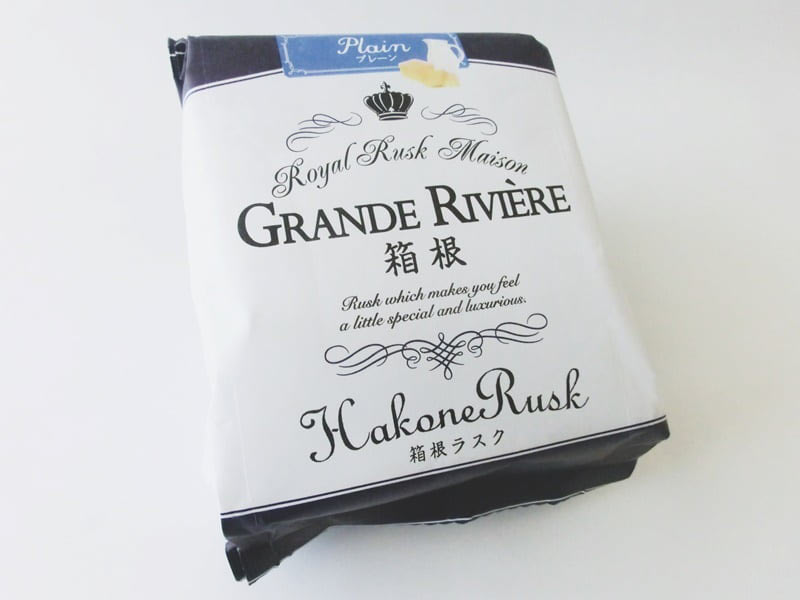 Plain
プレーン
Royal Rusk Maison
GRANDE RIVIÈRE
箱根
Rusk which makes you feel
a little special and luxurious.
HakoneRusk
箱根ラスク